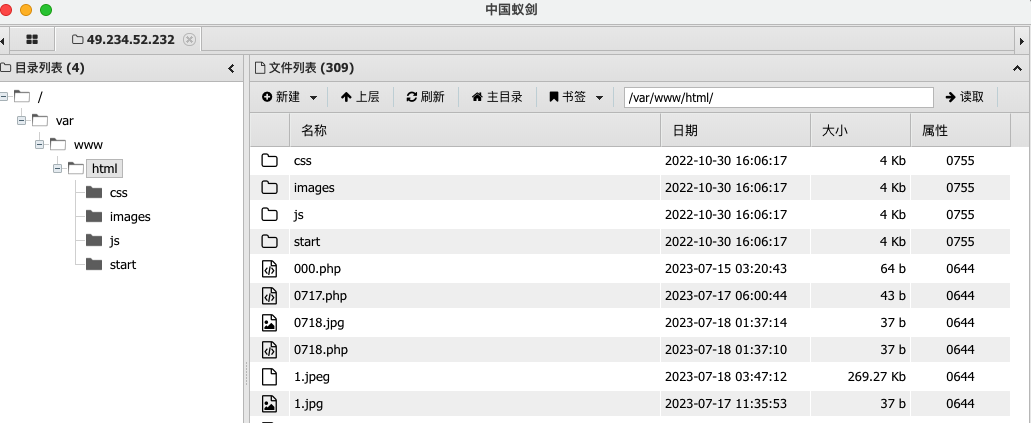 中国蚁剑
49.234.52.232
目录列表 (4)
文件列表 (309)
新建 上层 刷新 主目录 书签 /var/www/html/ 读取
/
var
www
html
css
images
js
start
名称 日期 大小 属性
css 2022-10-30 16:06:17 4 Kb 0755
images 2022-10-30 16:06:17 4 Kb 0755
js 2022-10-30 16:06:17 4 Kb 0755
start 2022-10-30 16:06:17 4 Kb 0755
000.php 2023-07-15 03:20:43 64 b 0644
0717.php 2023-07-17 06:00:44 43 b 0644
0718.jpg 2023-07-18 01:37:14 37 b 0644
0718.php 2023-07-18 01:37:10 37 b 0644
1.jpeg 2023-07-18 03:47:12 269.27 Kb 0644
1.jpg 2023-07-17 11:35:53 37 b 0644